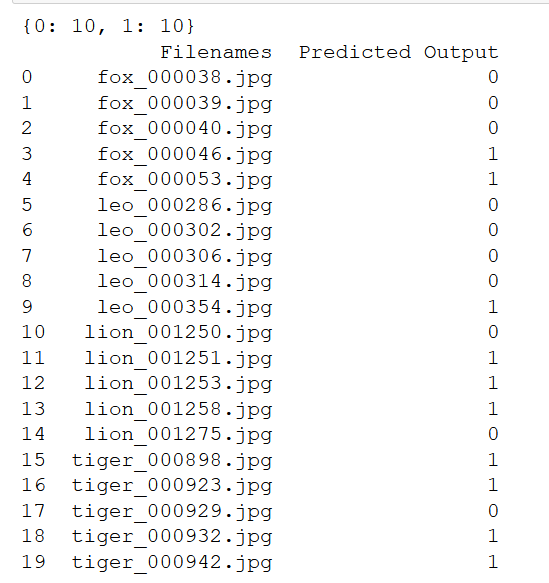 {0: 10, 1: 10}
Filenames Predicted Output
0 fox_000038.jpg 0
1 fox_000039.jpg 0
2 fox_000040.jpg 0
3 fox_000046.jpg 1
4 fox_000053.jpg 1
5 leo_000286.jpg 0
6 leo_000302.jpg 0
7 leo_000306.jpg 0
8 leo_000314.jpg 0
9 leo_000354.jpg 1
10 lion_001250.jpg 0
11 lion_001251.jpg 1
12 lion_001253.jpg 1
13 lion_001258.jpg 1
14 lion_001275.jpg 0
15 tiger_000898.jpg 1
16 tiger_000923.jpg 1
17 tiger_000929.jpg 0
18 tiger_000932.jpg 1
19 tiger_000942.jpg 1